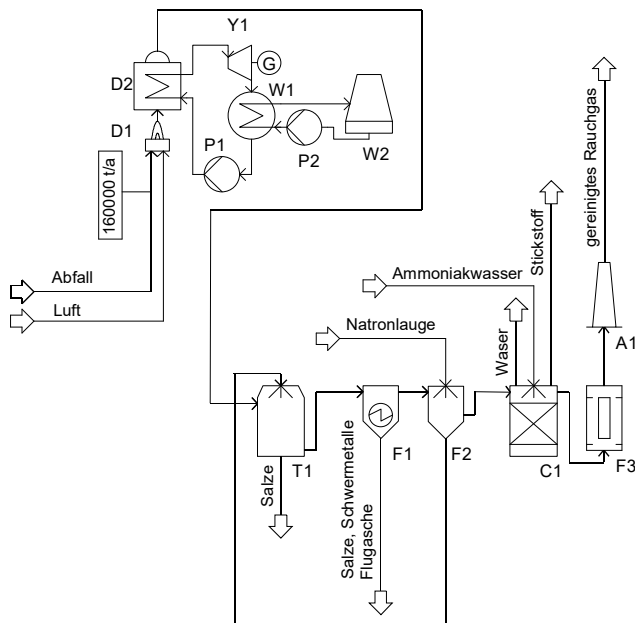 Y1
D2
G
W1
D1
P1
P2
W2
160000 t/a
gereinigtes Rauchgas
Stickstoff
Abfall
Ammoniakwasser
Luft
Natronlauge
Waser
A1
T1
F1
F2
C1
F3
Salze
Salze, Schwermetalle
Flugasche